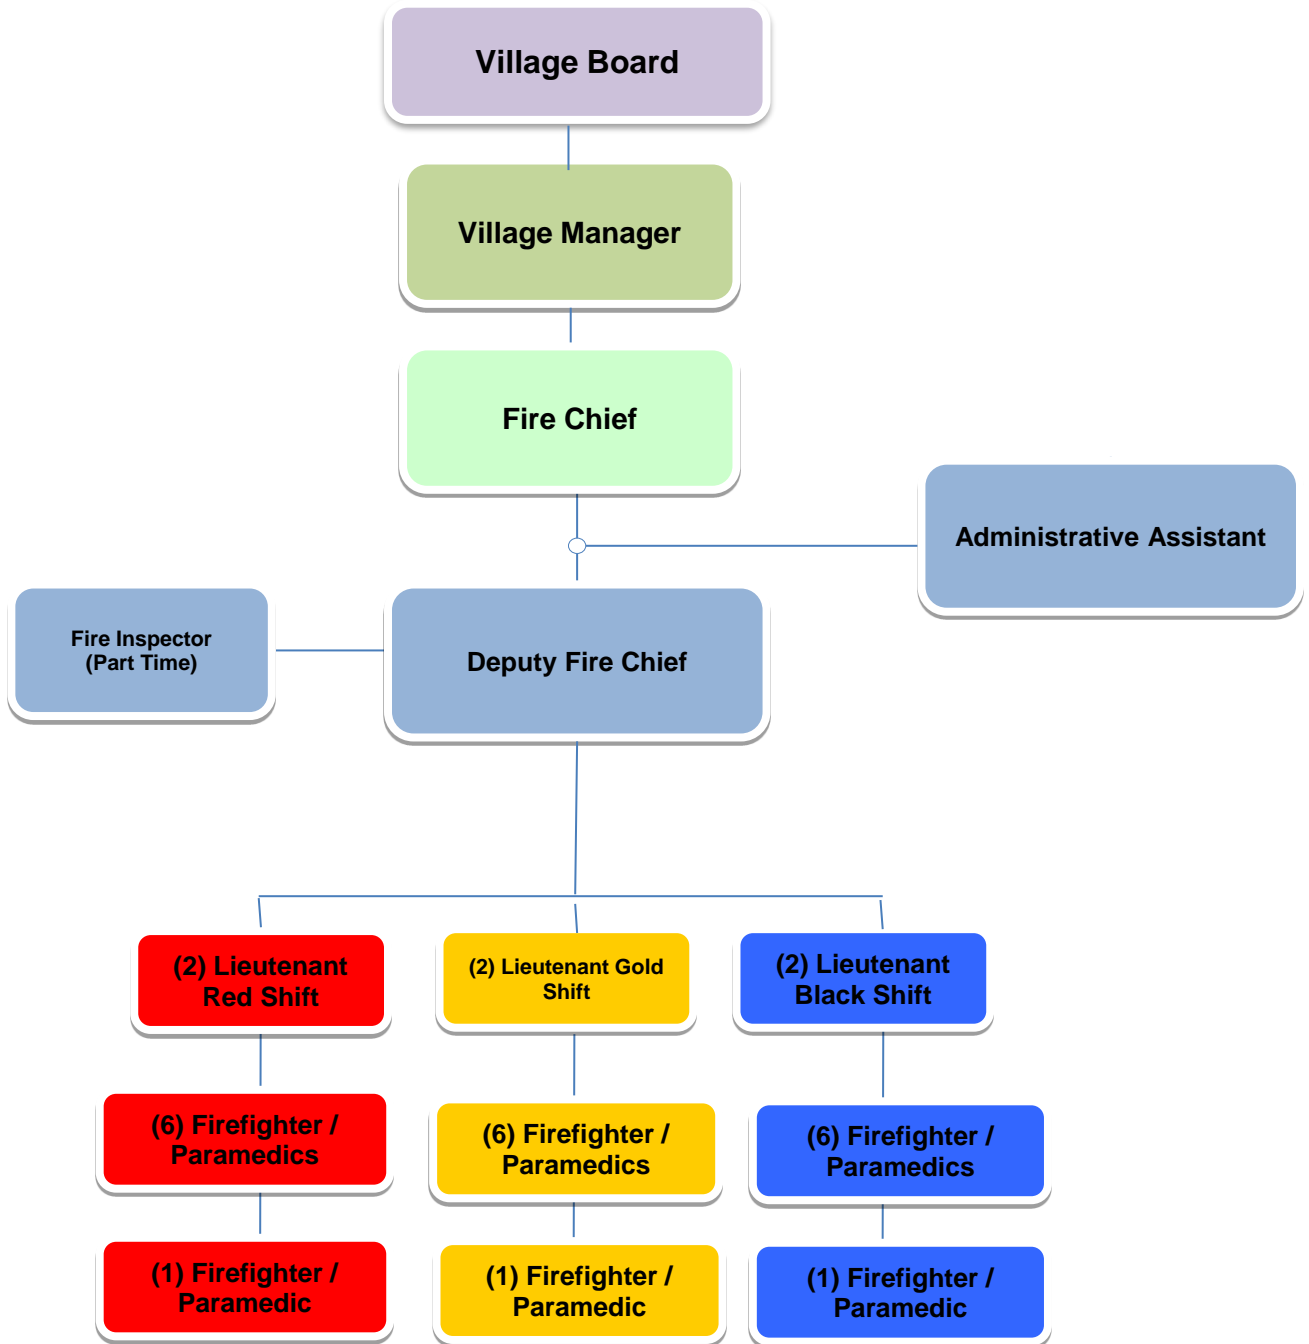 Village Board
Village Manager
Fire Chief
Administrative Assistant
Fire Inspector
(Part Time)
Deputy Fire Chief
(2) Lieutenant
Red Shift
(2) Lieutenant Gold
Shift
(2) Lieutenant
Black Shift
(6) Firefighter /
Paramedics
(6) Firefighter /
Paramedics
(6) Firefighter /
Paramedics
(1) Firefighter /
Paramedic
(1) Firefighter /
Paramedic
(1) Firefighter /
Paramedic